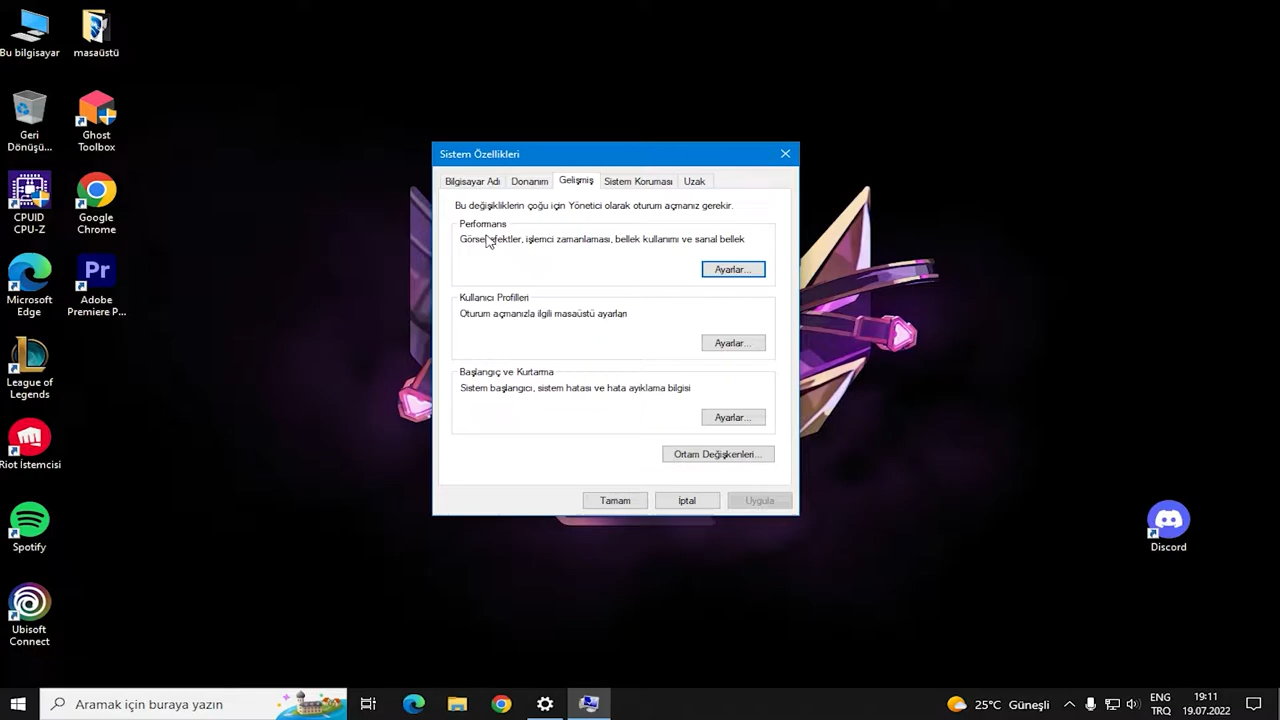 Bu bilgisayar
masaüstü
Geri
Dönüşü...
Ghost
Toolbox
CPUID
CPU-Z
Google
Chrome
Microsoft
Edge
Adobe
Premiere P...
League of
Legends
Riot İstemcisi
Spotify
Ubisoft
Connect
Sistem Özellikleri
Bilgisayar Adı
Donanım
Gelişmiş
Sistem Koruması
Uzak
Bu değişikliklerin çoğu için Yönetici olarak oturum açmanız gerekir.
Performans
Görsel efektler, işlemci zamanlaması, bellek kullanımı ve sanal bellek
Ayarlar...
Kullanıcı Profilleri
Oturum açmanızla ilgili masaüstü ayarları
Ayarlar...
Başlangıç ve Kurtarma
Sistem başlangıcı, sistem hatası ve hata ayıklama bilgisi
Ayarlar...
Ortam Değişkenleri...
Tamam
İptal
Uygula
Discord
Aramak için buraya yazın
25°C Güneşli
ENG
TRQ
19:11
19.07.2022